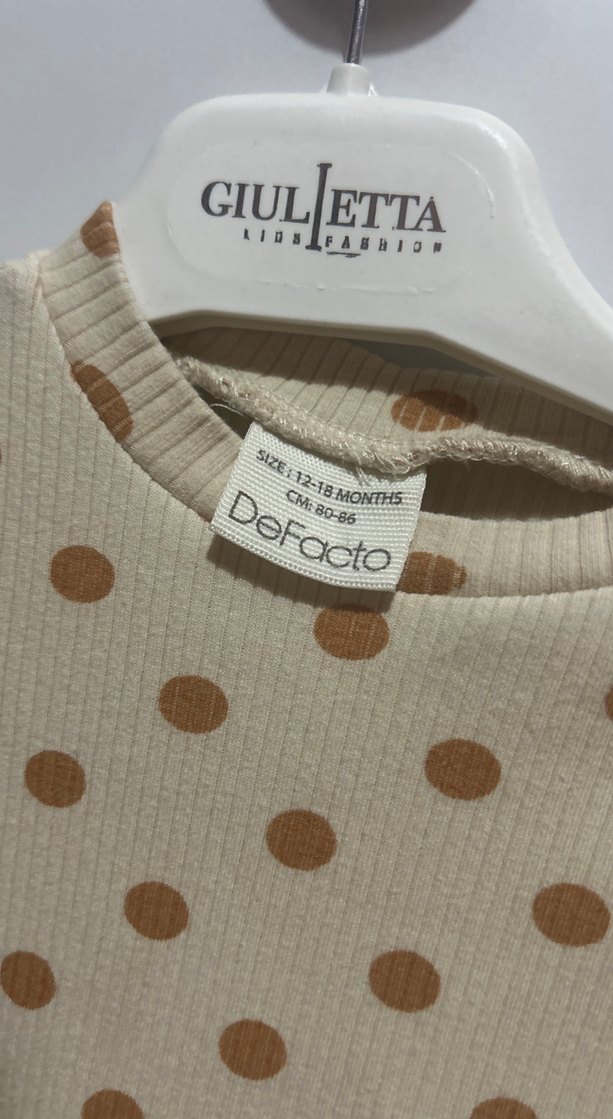 GIULIETTA
KIDS FASHION
SIZE: 12-18 MONTHS
CM: 80-86
DeFacto